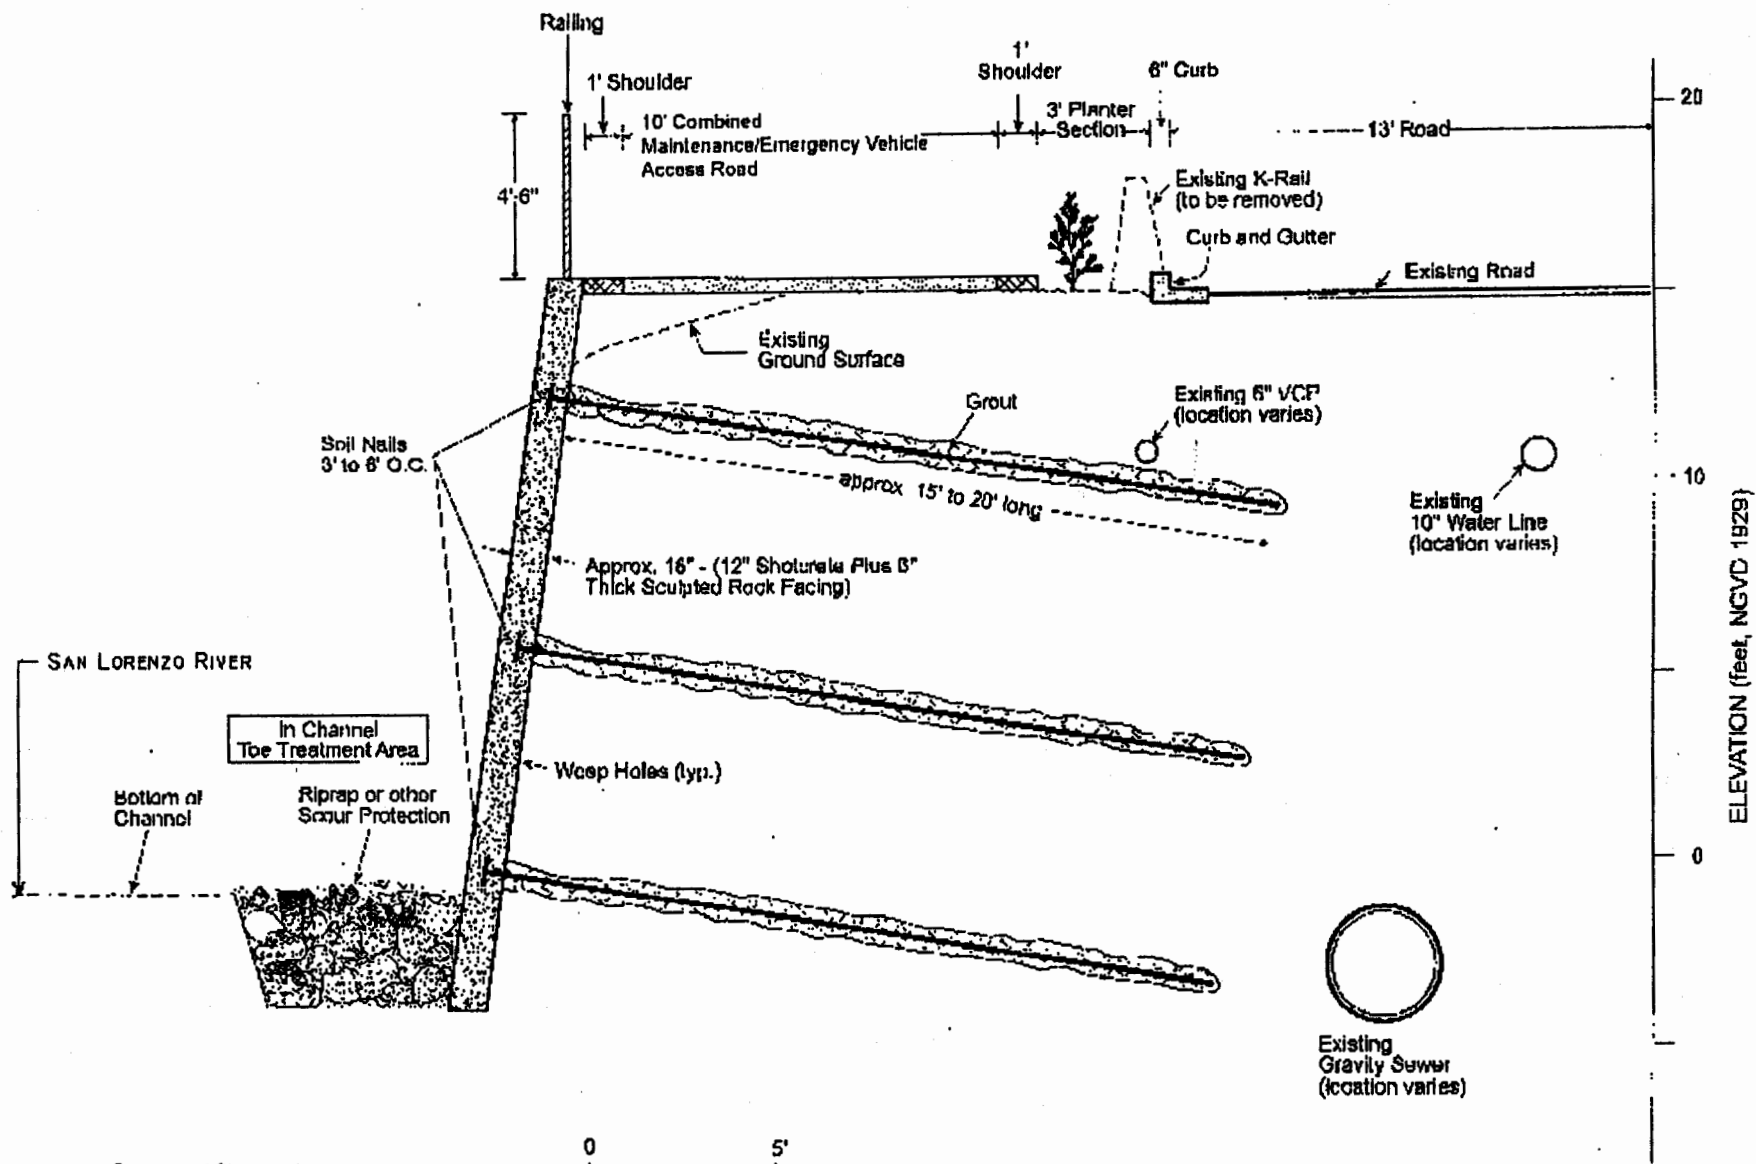 Railing
1' Shoulder
1'
Shoulder
6" Curb
20
10' Combined
Maintenance/Emergency Vehicle
Access Road
3' Planter
Section
13' Road
4'-6"
Existing K-Rail
(to be removed)
Curb and Gutter
Existing Road
Existing
Ground Surface
Grout
Existing 6" VCP
(location varies)
Soil Nails
3' to 6' O.C.
approx 15' to 20' long
10
Existing
10" Water Line
(location varies)
ELEVATION (feet, NGVD 1929)
Approx. 16" - (12" Shotcrete Plus
Thick Sculpted Rock Facing)
SAN LORENZO RIVER
In Channel
Toe Treatment Area
Weep Holes (typ.)
Bottom of
Channel
Riprap or other
Scour Protection
0
Existing
Gravity Sewer
(location varies)
0 5'